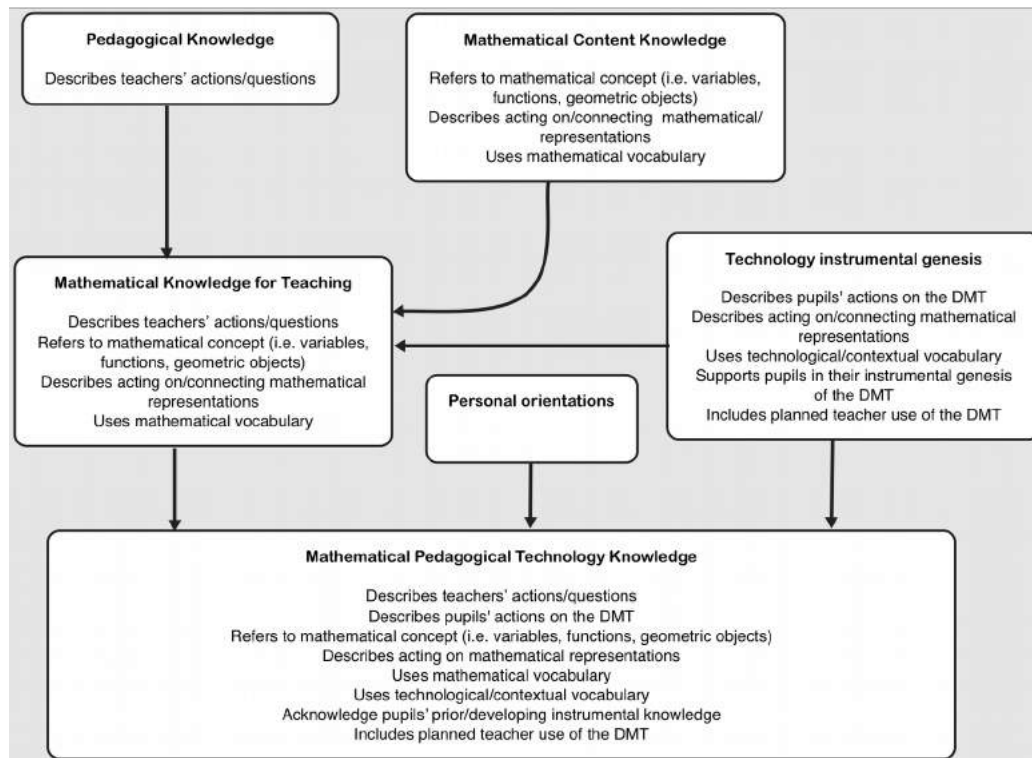 Pedagogical Knowledge
Describes teachers' actions/questions
Mathematical Content Knowledge
Refers to mathematical concept (i.e. variables,
functions, geometric objects)
Describes acting on/connecting mathematical/
representations
Uses mathematical vocabulary
Mathematical Knowledge for Teaching
Describes teachers' actions/questions
Refers to mathematical concept (i.e. variables,
functions, geometric objects)
Describes acting on/connecting mathematical
representations
Uses mathematical vocabulary
Technology instrumental genesis
Describes pupils' actions on the DMT
Describes acting on/connecting mathematical
representations
Uses technological/contextual vocabulary
Supports pupils in their instrumental genesis
of the DMT
Includes planned teacher use of the DMT
Personal orientations
Mathematical Pedagogical Technology Knowledge
Describes teachers' actions/questions
Describes pupils' actions on the DMT
Refers to mathematical concept (i.e. variables, functions, geometric objects)
Describes acting on mathematical representations
Uses mathematical vocabulary
Uses technological/contextual vocabulary
Acknowledge pupils' prior/developing instrumental knowledge
Includes planned teacher use of the DMT